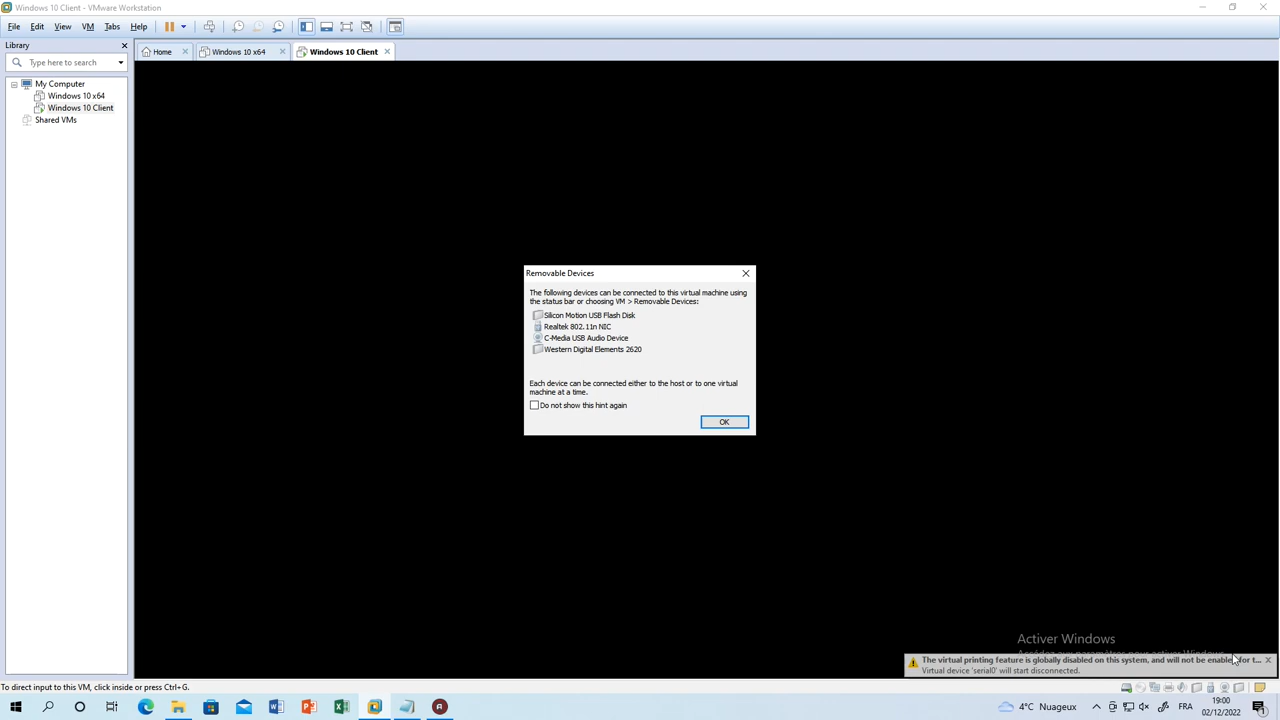 Windows 10 Client - VMware Workstation
File Edit View VM Tabs Help
Library
Home Windows 10 x64 Windows 10 Client
Type here to search
My Computer
Windows 10 x64
Windows 10 Client
Shared VMs
Removable Devices
The following devices can be connected to this virtual machine using
the status bar or choosing VM > Removable Devices:
Silicon Motion USB Flash Disk
Realtek 802.11n NIC
C-Media USB Audio Device
Western Digital Elements 2620
Each device can be connected either to the host or to one virtual
machine at a time.
Do not show this hint again
OK
Activer Windows
Accédez aux paramètres pour activer Windows.
The virtual printing feature is globally disabled on this system, and will not be enabled for t...
Virtual device 'serial0' will start disconnected.
To direct input to this VM, click inside or press Ctrl+G.
4°C Nuageux
FRA
19:00
02/12/2022